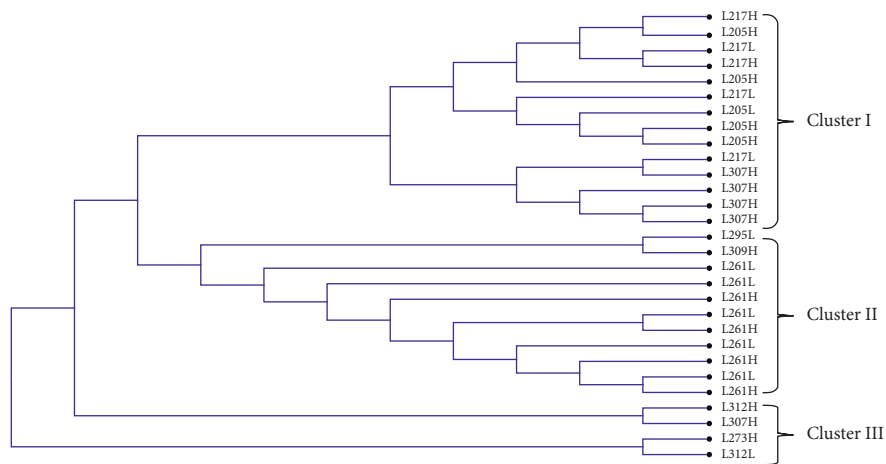 L217H
L205H
L217L
L217H
L205H
L217L
L205L
L205H
L205H
L217L
L307H
L307H
L307H
L307H
Cluster I
L295L
L309H
L261L
L261L
L261H
L261L
L261H
L261L
L261H
L261L
L261H
Cluster II
L312H
L307H
L273H
L312L
Cluster III